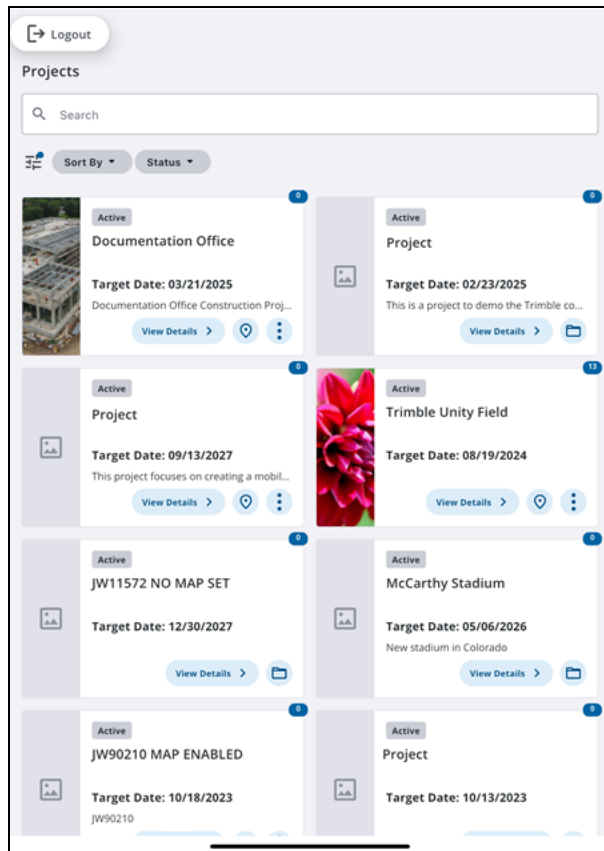 Logout
Projects
Search
Sort By
Status
0
Active
Documentation Office
Target Date: 03/21/2025
Documentation Office Construction Proj...
View Details
0
Active
Project
Target Date: 02/23/2025
This is a project to demo the Trimble co...
View Details
0
Active
Project
Target Date: 09/13/2027
This project focuses on creating a mobil...
View Details
13
Active
Trimble Unity Field
Target Date: 08/19/2024
View Details
0
Active
JW11572 NO MAP SET
Target Date: 12/30/2027
View Details
0
Active
McCarthy Stadium
Target Date: 05/06/2026
New stadium in Colorado
View Details
0
Active
JW90210 MAP ENABLED
Target Date: 10/18/2023
JW90210
0
Active
Project
Target Date: 10/13/2023